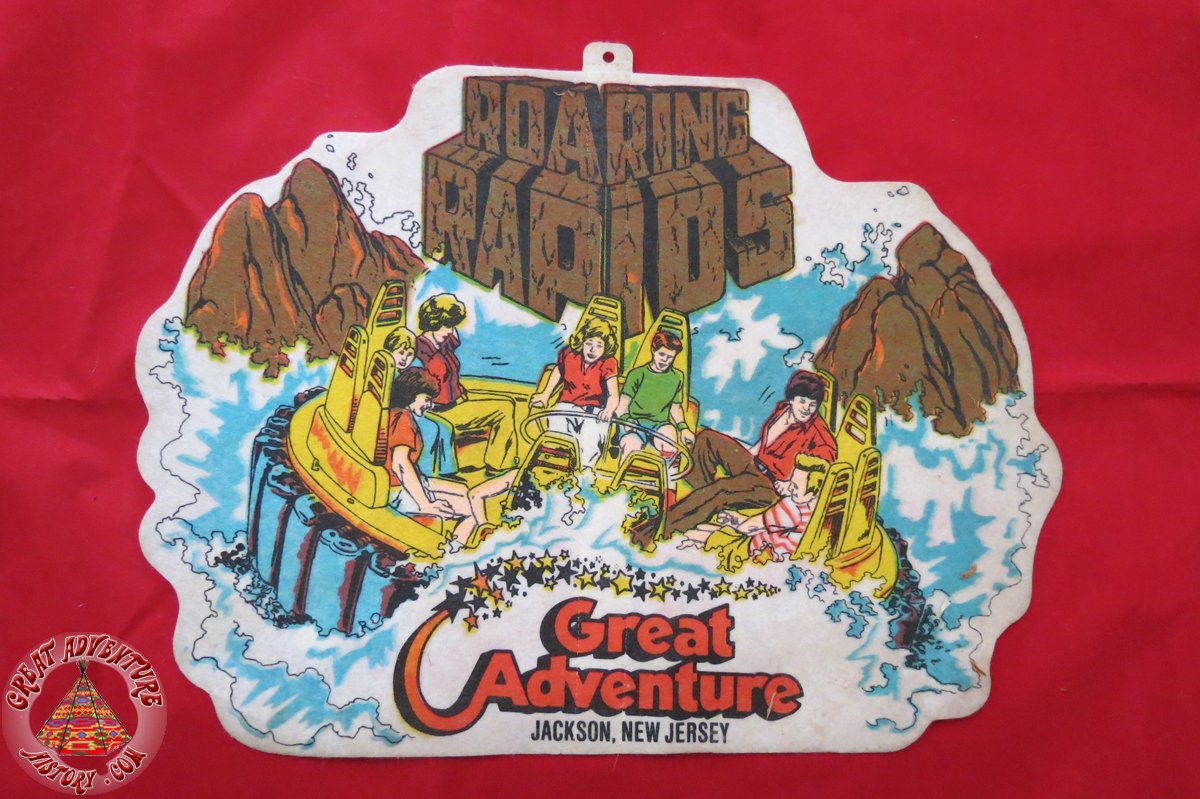 ROARING
RAPIDS
Great
Adventure
JACKSON, NEW JERSEY
GREAT ADVENTURE
HISTORY.COM